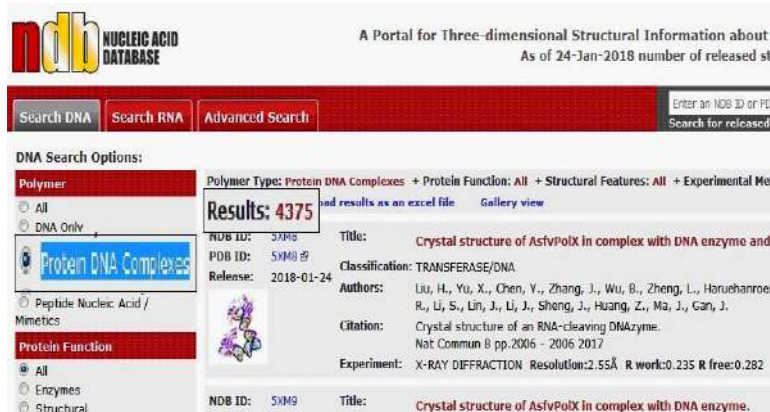 ndb NUCLEIC ACID
DATABASE
A Portal for Three-dimensional Structural Information about
As of 24-Jan-2018 number of released st
Search DNA Search RNA Advanced Search
Enter an NDB ID or PD
Search for released
DNA Search Options:
Polymer
All
DNA Only
Protein DNA Complexes
Peptide Nucleic Acid /
Mimetics
Protein Function
All
Enzymes
Structural
Polymer Type: Protein DNA Complexes + Protein Function: All + Structural Features: All + Experimental Me
Results: 4375
oad results as an excel file Gallery view
NDB ID: 5XM8 Title: Crystal structure of AsfvPolX in complex with DNA enzyme and
PDB ID: 5XM8
Classification: TRANSFERASE/DNA
Release: 2018-01-24
Authors: Liu, H., Yu, X., Chen, Y., Zhang, J., Wu, B., Zheng, L., Haruehanroe
R., Li, S., Lin, J., Li, J., Sheng, J., Huang, Z., Ma, J., Gan, J.
Citation: Crystal structure of an RNA-cleaving DNAzyme.
Nat Commun 8 pp.2006 - 2006 2017
Experiment: X-RAY DIFFRACTION Resolution:2.55Å R work:0.235 R free:0.282
NDB ID: 5XM9 Title: Crystal structure of AsfvPolX in complex with DNA enzyme.